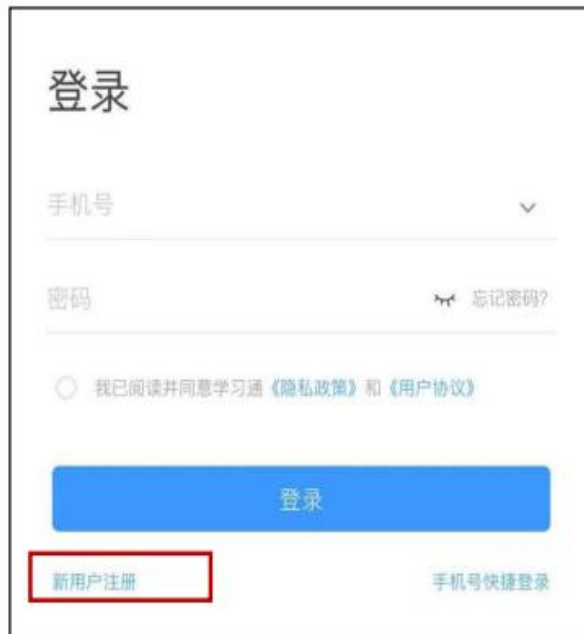 登录
手机号
密码 忘记密码?
我已阅读并同意学习通《隐私政策》和《用户协议》
登录
新用户注册 手机号快捷登录